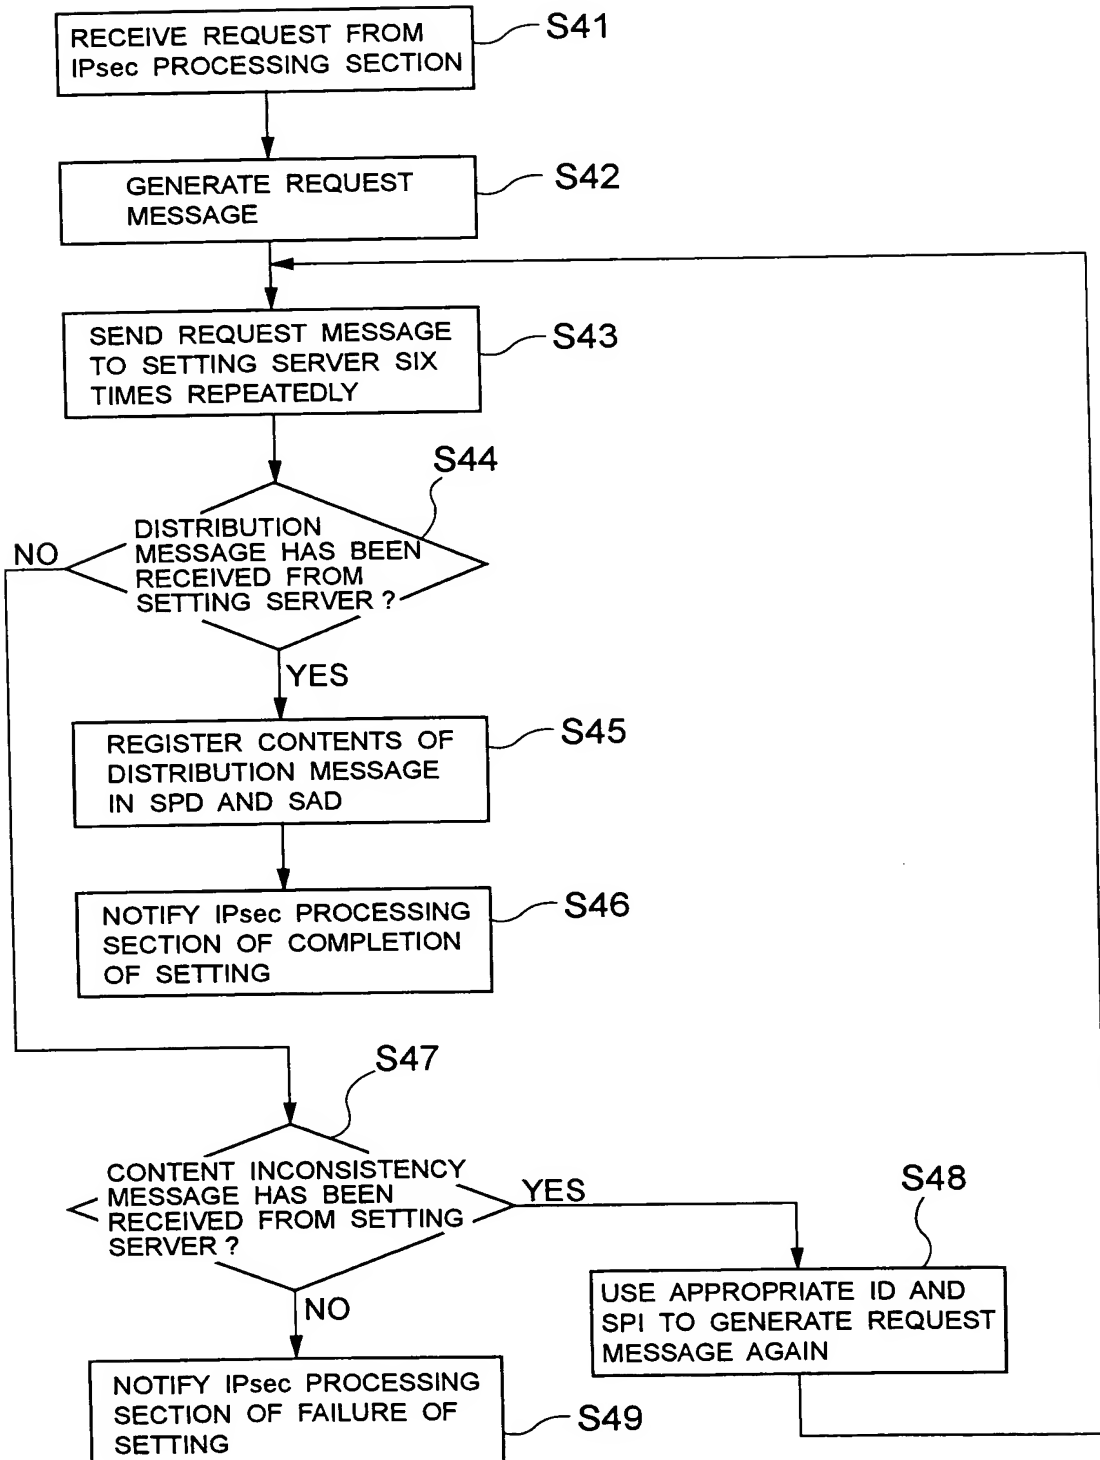 RECEIVE REQUEST FROM
IPsec PROCESSING SECTION
S41
GENERATE REQUEST
MESSAGE
S42
SEND REQUEST MESSAGE
TO SETTING SERVER SIX
TIMES REPEATEDLY
S43
S44
DISTRIBUTION
MESSAGE HAS BEEN
RECEIVED FROM
SETTING SERVER ?
NO
YES
REGISTER CONTENTS OF
DISTRIBUTION MESSAGE
IN SPD AND SAD
S45
NOTIFY IPsec PROCESSING
SECTION OF COMPLETION
OF SETTING
S46
S47
CONTENT INCONSISTENCY
MESSAGE HAS BEEN
RECEIVED FROM SETTING
SERVER ?
YES
NO
S48
USE APPROPRIATE ID AND
SPI TO GENERATE REQUEST
MESSAGE AGAIN
NOTIFY IPsec PROCESSING
SECTION OF FAILURE OF
SETTING
S49